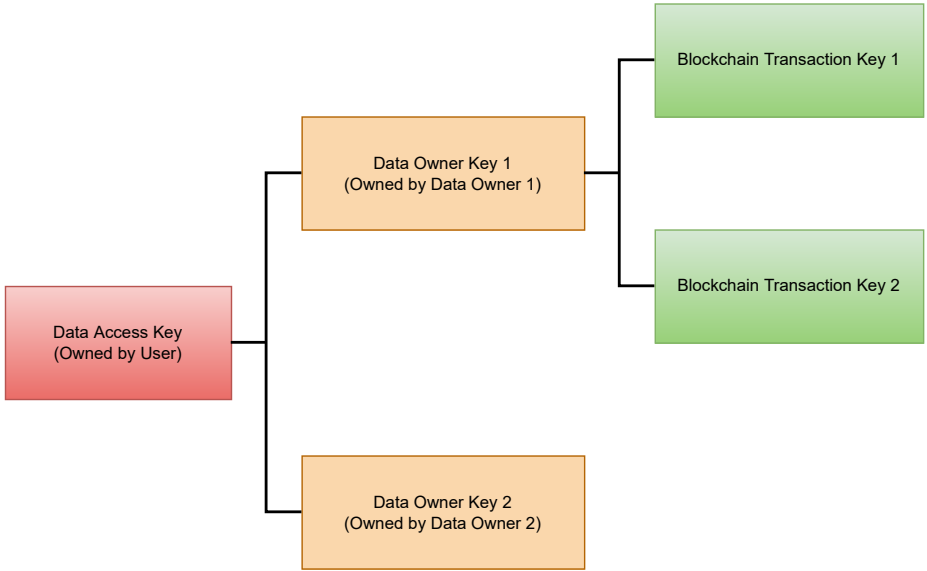 Blockchain Transaction Key 1
Data Owner Key 1
(Owned by Data Owner 1)
Blockchain Transaction Key 2
Data Access Key
(Owned by User)
Data Owner Key 2
(Owned by Data Owner 2)